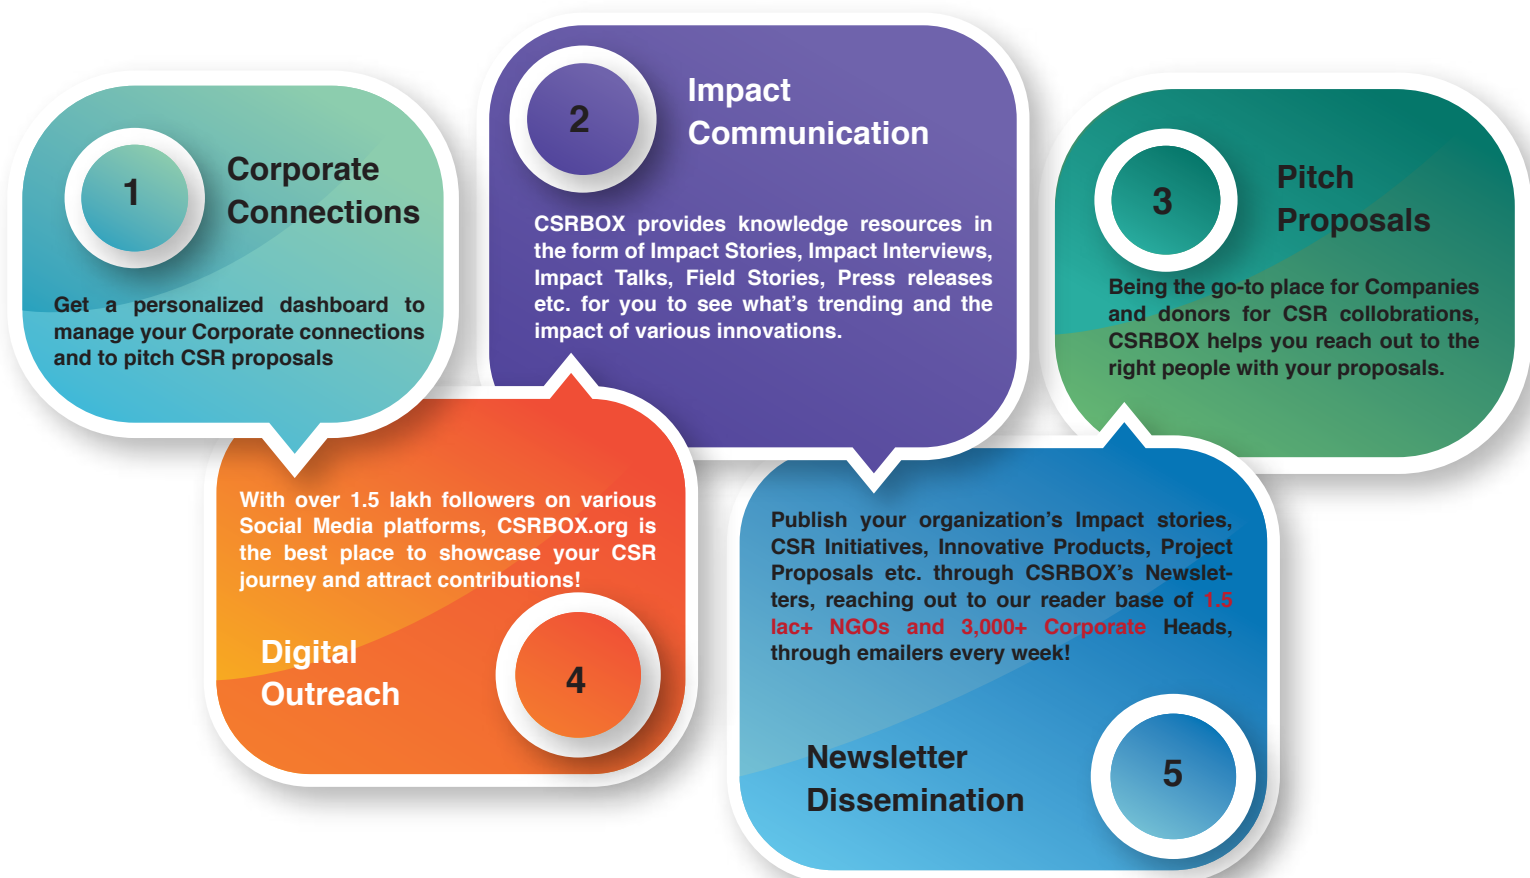 1
Corporate
Connections
Get a personalized dashboard to
manage your Corporate connections
and to pitch CSR proposals
2
Impact
Communication
CSRBOX provides knowledge resources in
the form of Impact Stories, Impact Interviews,
Impact Talks, Field Stories, Press releases
etc. for you to see what's trending and the
impact of various innovations.
3
Pitch
Proposals
Being the go-to place for Companies
and donors for CSR collobrations,
CSRBOX helps you reach out to the
right people with your proposals.
With over 1.5 lakh followers on various
Social Media platforms, CSRBOX.org is
the best place to showcase your CSR
journey and attract contributions!
Digital
Outreach
4
Publish your organization's Impact stories,
CSR Initiatives, Innovative Products, Project
Proposals etc. through CSRBOX's Newslet-
ters, reaching out to our reader base of 1.5
lac+ NGOs and 3,000+ Corporate Heads,
through emailers every week!
Newsletter
Dissemination
5